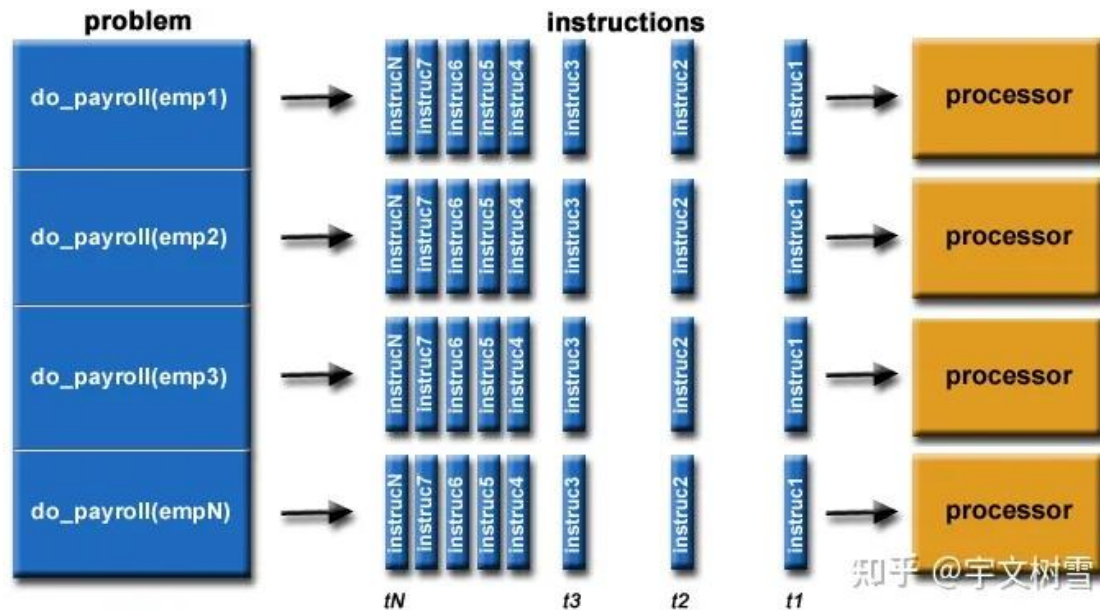 problem
instructions
do_payroll(emp1)
instrucN
instruc7
instruc6
instruc5
instruc4
instruc3
instruc2
instruc1
processor
do_payroll(emp2)
instrucN
instruc7
instruc6
instruc5
instruc4
instruc3
instruc2
instruc1
processor
do_payroll(emp3)
instrucN
instruc7
instruc6
instruc5
instruc4
instruc3
instruc2
instruc1
processor
do_payroll(empN)
instrucN
instruc7
instruc6
instruc5
instruc4
instruc3
instruc2
instruc1
processor
tN
t3
t2
t1
知乎 @宇文树雪